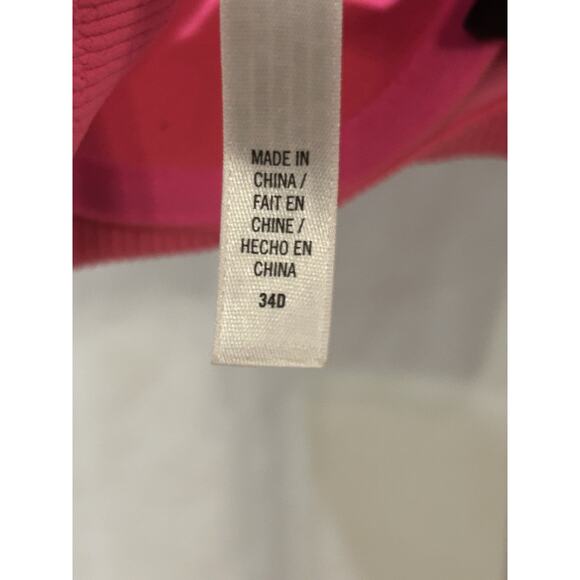 MADE IN
CHINA /
FAIT EN
CHINE /
HECHO EN
CHINA
34D